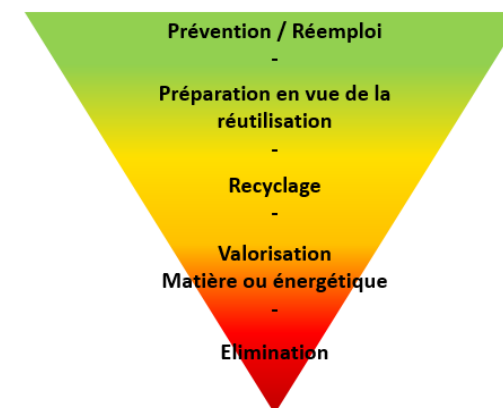 Prévention / Réemploi
-
Préparation en vue de la
réutilisation
-
Recyclage
-
Valorisation
Matière ou énergétique
-
Elimination